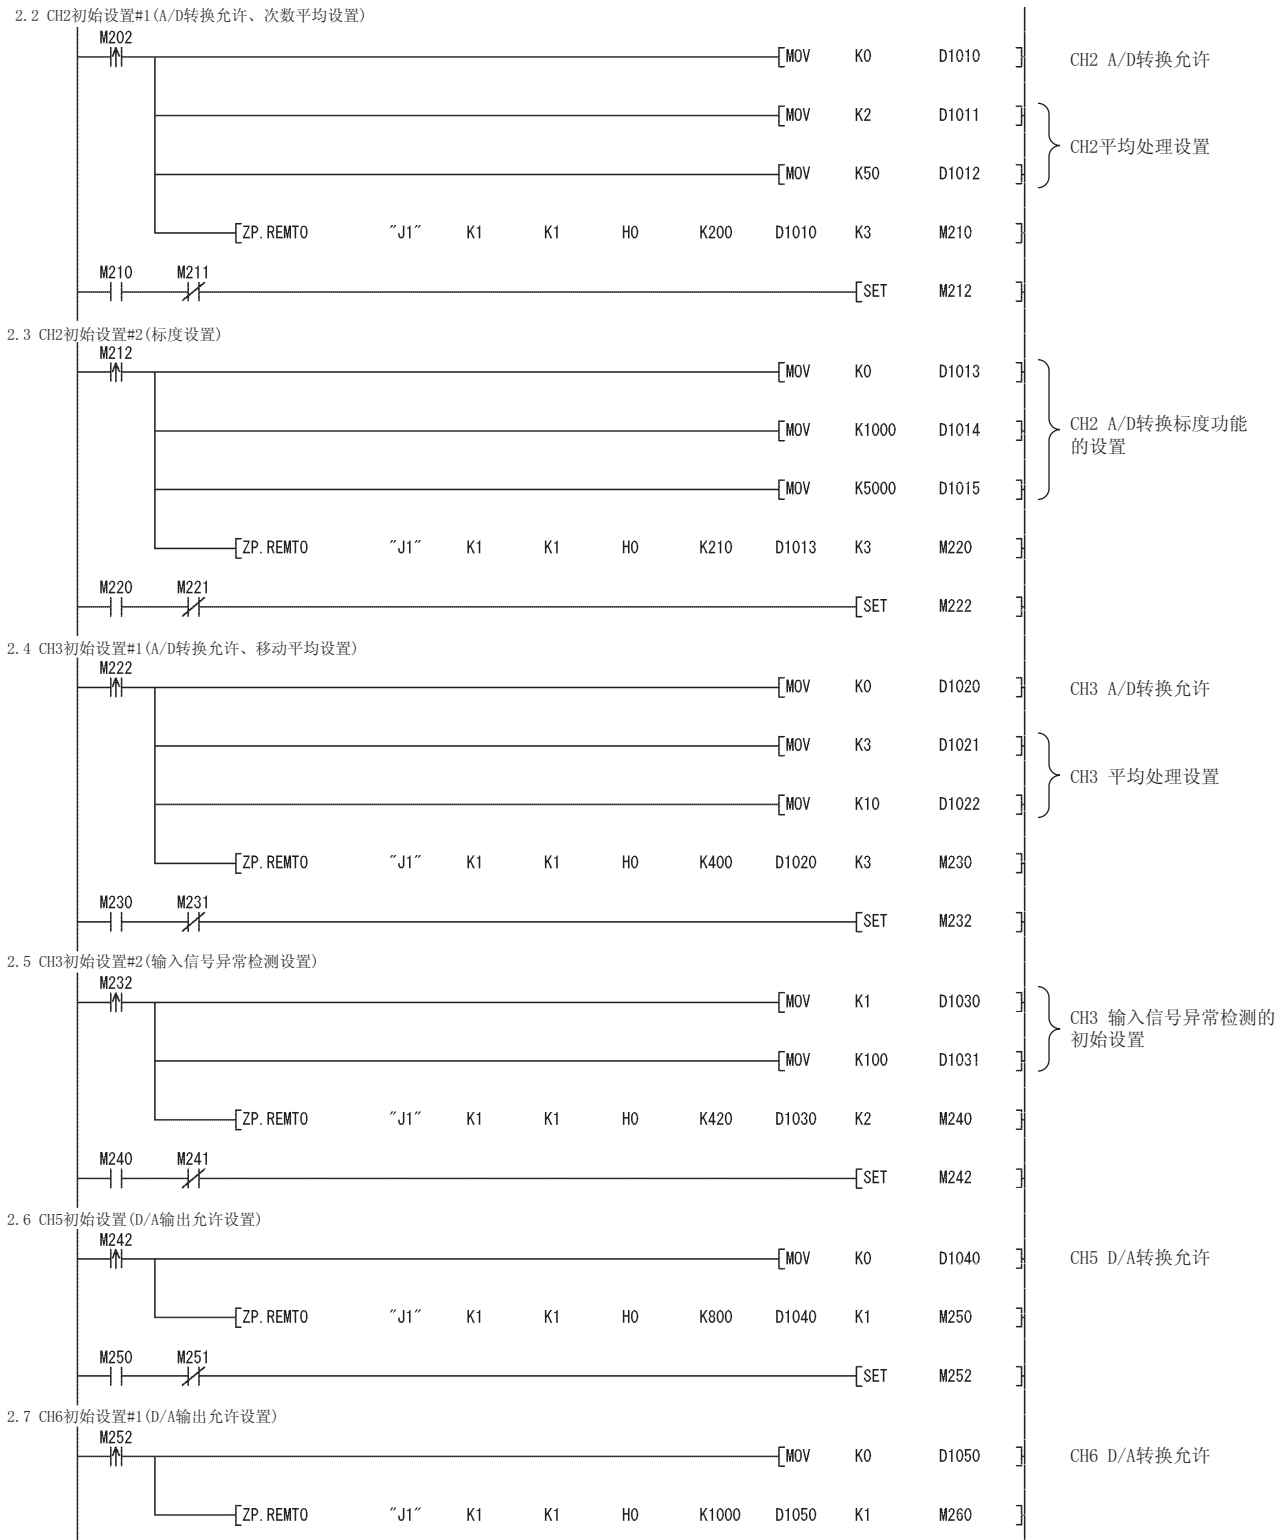 2.2 CH2初始设置#1(A/D转换允许、次数平均设置)
M202
MOV K0 D1010 CH2 A/D转换允许
MOV K2 D1011
CH2平均处理设置
MOV K50 D1012
ZP.REMTO "J1" K1 K1 H0 K200 D1010 K3 M210
M210 M211
SET M212
2.3 CH2初始设置#2(标度设置)
M212
MOV K0 D1013
MOV K1000 D1014 CH2 A/D转换标度功能
的设置
MOV K5000 D1015
ZP.REMTO "J1" K1 K1 H0 K210 D1013 K3 M220
M220 M221
SET M222
2.4 CH3初始设置#1(A/D转换允许、移动平均设置)
M222
MOV K0 D1020 CH3 A/D转换允许
MOV K3 D1021
CH3 平均处理设置
MOV K10 D1022
ZP.REMTO "J1" K1 K1 H0 K400 D1020 K3 M230
M230 M231
SET M232
2.5 CH3初始设置#2(输入信号异常检测设置)
M232
MOV K1 D1030
CH3 输入信号异常检测的
初始设置
MOV K100 D1031
ZP.REMTO "J1" K1 K1 H0 K420 D1030 K2 M240
M240 M241
SET M242
2.6 CH5初始设置(D/A输出允许设置)
M242
MOV K0 D1040 CH5 D/A转换允许
ZP.REMTO "J1" K1 K1 H0 K800 D1040 K1 M250
M250 M251
SET M252
2.7 CH6初始设置#1(D/A输出允许设置)
M252
MOV K0 D1050 CH6 D/A转换允许
ZP.REMTO "J1" K1 K1 H0 K1000 D1050 K1 M260